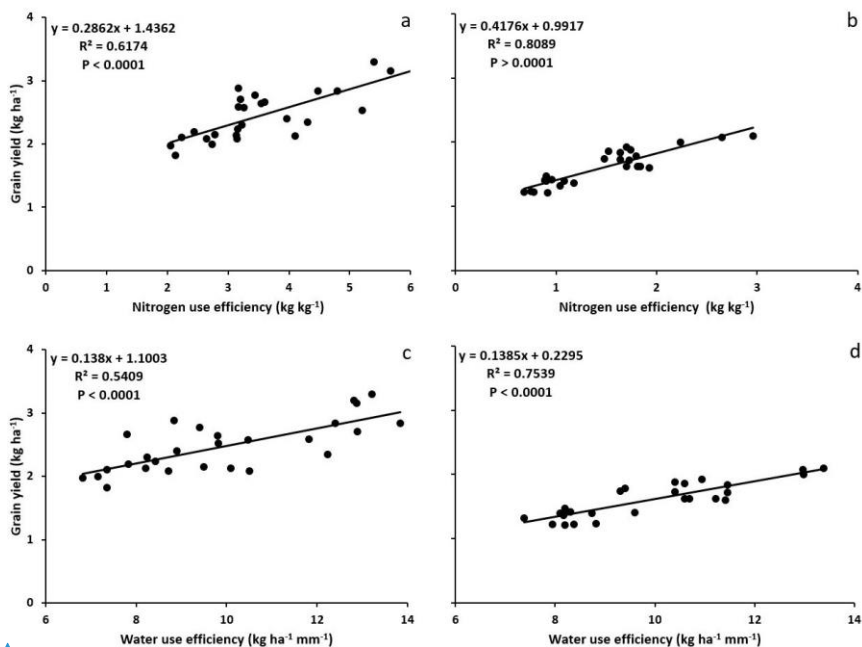 y = 0.2862x + 1.4362
R² = 0.6174
P < 0.0001
a
4
3
2
1
0
Grain yield (kg ha⁻¹)
0 1 2 3 4 5 6
Nitrogen use efficiency (kg kg⁻¹)
y = 0.4176x + 0.9917
R² = 0.8089
P > 0.0001
b
0 1 2 3 4
Nitrogen use efficiency (kg kg⁻¹)
y = 0.138x + 1.1003
R² = 0.5409
P < 0.0001
c
4
3
2
1
0
Grain yield (kg ha⁻¹)
6 8 10 12 14
Water use efficiency (kg ha⁻¹ mm⁻¹)
y = 0.1385x + 0.2295
R² = 0.7539
P < 0.0001
d
6 8 10 12 14
Water use efficiency (kg ha⁻¹ mm⁻¹)